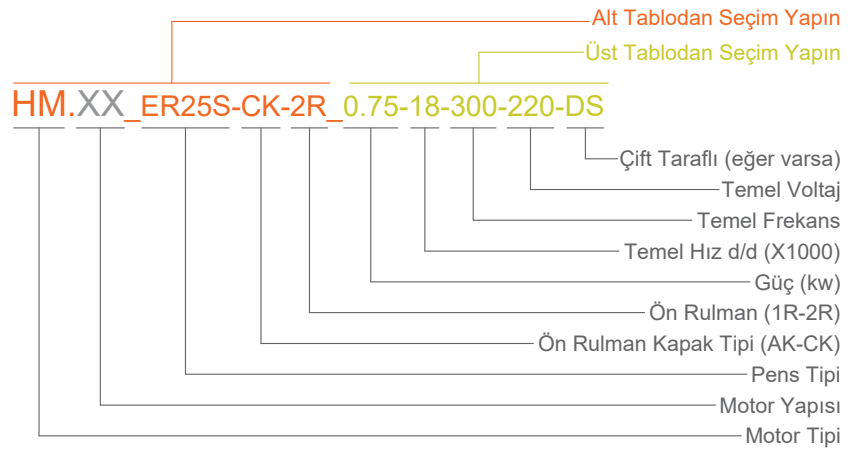 Alt Tablodan Seçim Yapın
Üst Tablodan Seçim Yapın
HM.XX_ER25S-CK-2R_0.75-18-300-220-DS
Çift Taraflı (eğer varsa)
Temel Voltaj
Temel Frekans
Temel Hız d/d (X1000)
Güç (kw)
Ön Rulman (1R-2R)
Ön Rulman Kapak Tipi (AK-CK)
Pens Tipi
Motor Yapısı
Motor Tipi